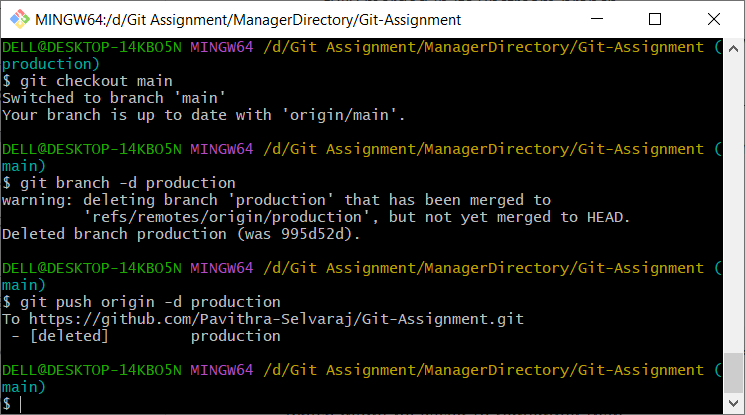 MINGW64:/d/Git Assignment/ManagerDirectory/Git-Assignment
DELL@DESKTOP-14KBO5N MINGW64 /d/Git Assignment/ManagerDirectory/Git-Assignment (
production)
$ git checkout main
Switched to branch 'main'
Your branch is up to date with 'origin/main'.
DELL@DESKTOP-14KBO5N MINGW64 /d/Git Assignment/ManagerDirectory/Git-Assignment (
main)
$ git branch -d production
warning: deleting branch 'production' that has been merged to
'refs/remotes/origin/production', but not yet merged to HEAD.
Deleted branch production (was 995d52d).
DELL@DESKTOP-14KBO5N MINGW64 /d/Git Assignment/ManagerDirectory/Git-Assignment (
main)
$ git push origin -d production
To https://github.com/Pavithra-Selvaraj/Git-Assignment.git
- [deleted]         production
DELL@DESKTOP-14KBO5N MINGW64 /d/Git Assignment/ManagerDirectory/Git-Assignment (
main)
$